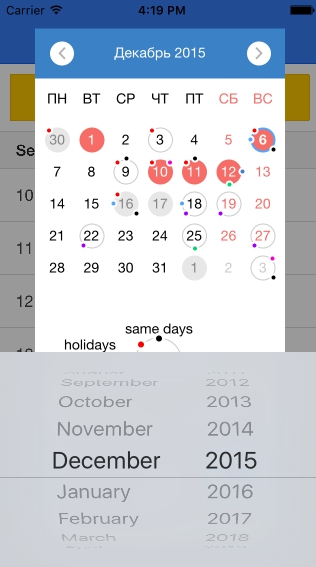 Carrier 4:19 PM
Декабрь 2015
ПН ВТ СР ЧТ ПТ СБ ВС
30 1 2 3 4 5 6
Se
7 8 9 10 11 12 13
10
14 15 16 17 18 19 20
11
21 22 23 24 25 26 27
28 29 30 31 1 2 3
12
same days
holidays
September 2012
October 2013
November 2014
December 2015
January 2016
February 2017
March 2018